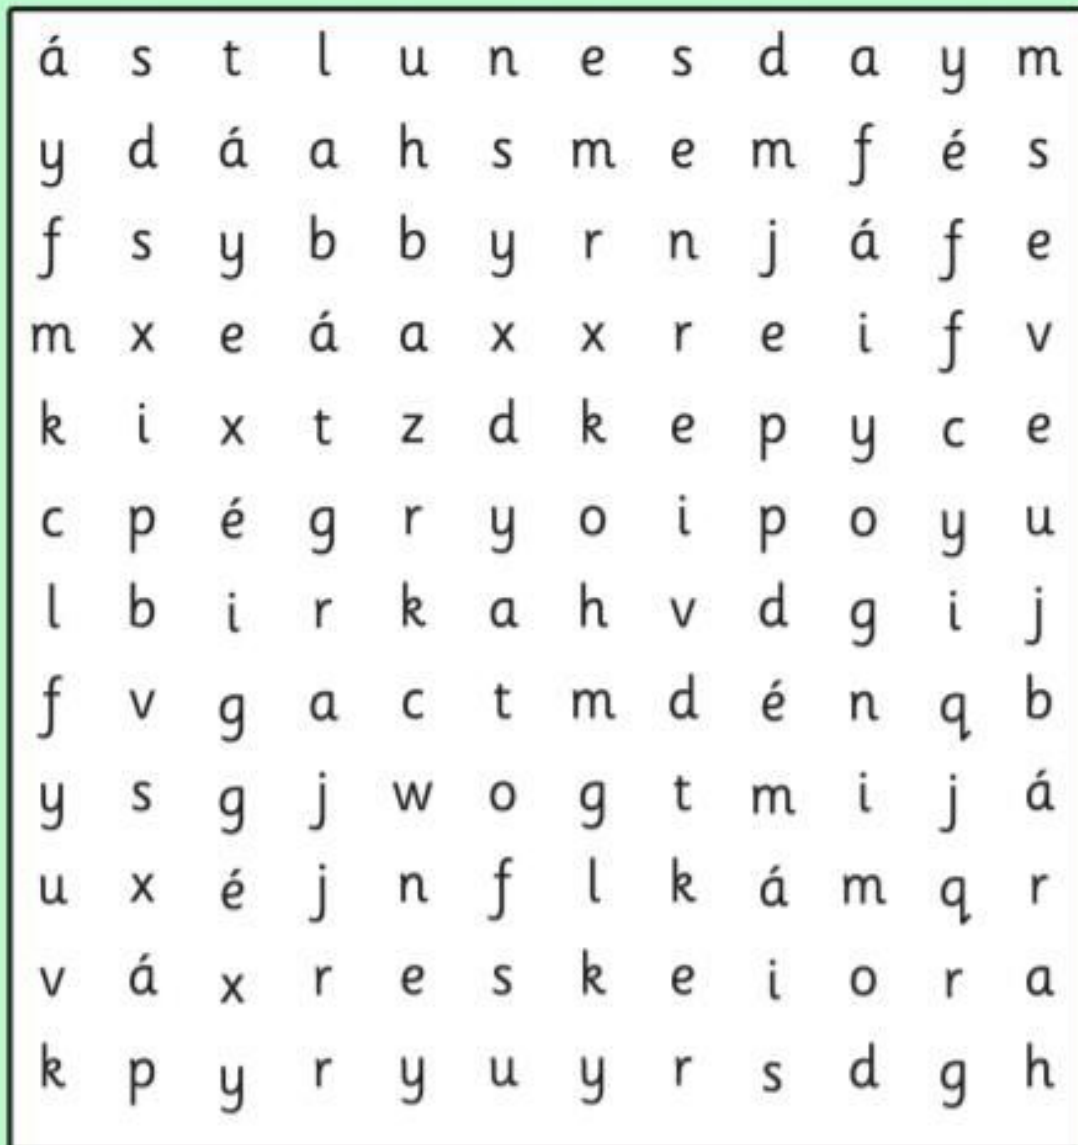 á s t l u n e s d a y m
y d á a h s m e m f é s
f s y b b y r n j á f e
m x e á a x x r e i f v
k i x t z d k e p y c e
c p é g r y o i p o y u
l b i r k a h v d g i j
f v g a c t m d é n q b
y s g j w o g t m i j á
u x é j n f l k á m q r
v á x r e s k e i o r a
k p y r y u y r s d g h